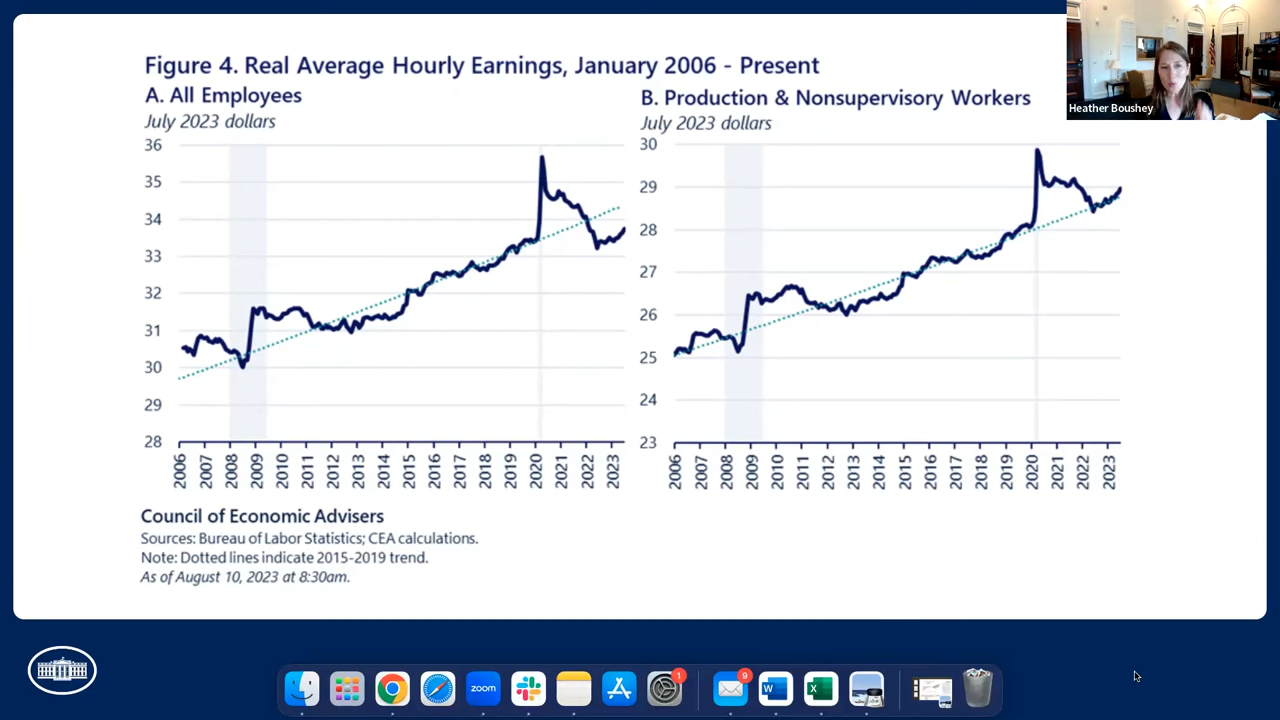 Figure 4. Real Average Hourly Earnings, January 2006 - Present
A. All Employees
July 2023 dollars
36
35
34
33
32
31
30
29
28
2006 2007 2008 2009 2010 2011 2012 2013 2014 2015 2016 2017 2018 2019 2020 2021 2022 2023
B. Production & Nonsupervisory Workers
July 2023 dollars
30
29
28
27
26
25
24
23
2006 2007 2008 2009 2010 2011 2012 2013 2014 2015 2016 2017 2018 2019 2020 2021 2022 2023
Council of Economic Advisers
Sources: Bureau of Labor Statistics; CEA calculations.
Note: Dotted lines indicate 2015-2019 trend.
As of August 10, 2023 at 8:30am.
Heather Boushey
zoom
1
9
W
X